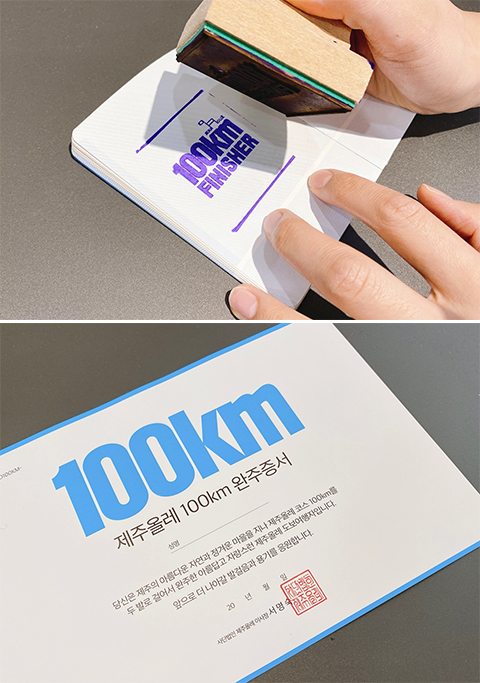 100km
FINISHER
100km
제주올레 100km 완주증서
성명
당신은 제주의 아름다운 자연과 정겨운 마을을 지나 제주올레 코스 100km를
두 발로 걸어서 완주한 아름답고 자랑스런 제주올레 도보여행자입니다.
앞으로 더 나아갈 발걸음과 용기를 응원합니다.
20 년 월 일
사단법인 제주올레 이사장 서명숙